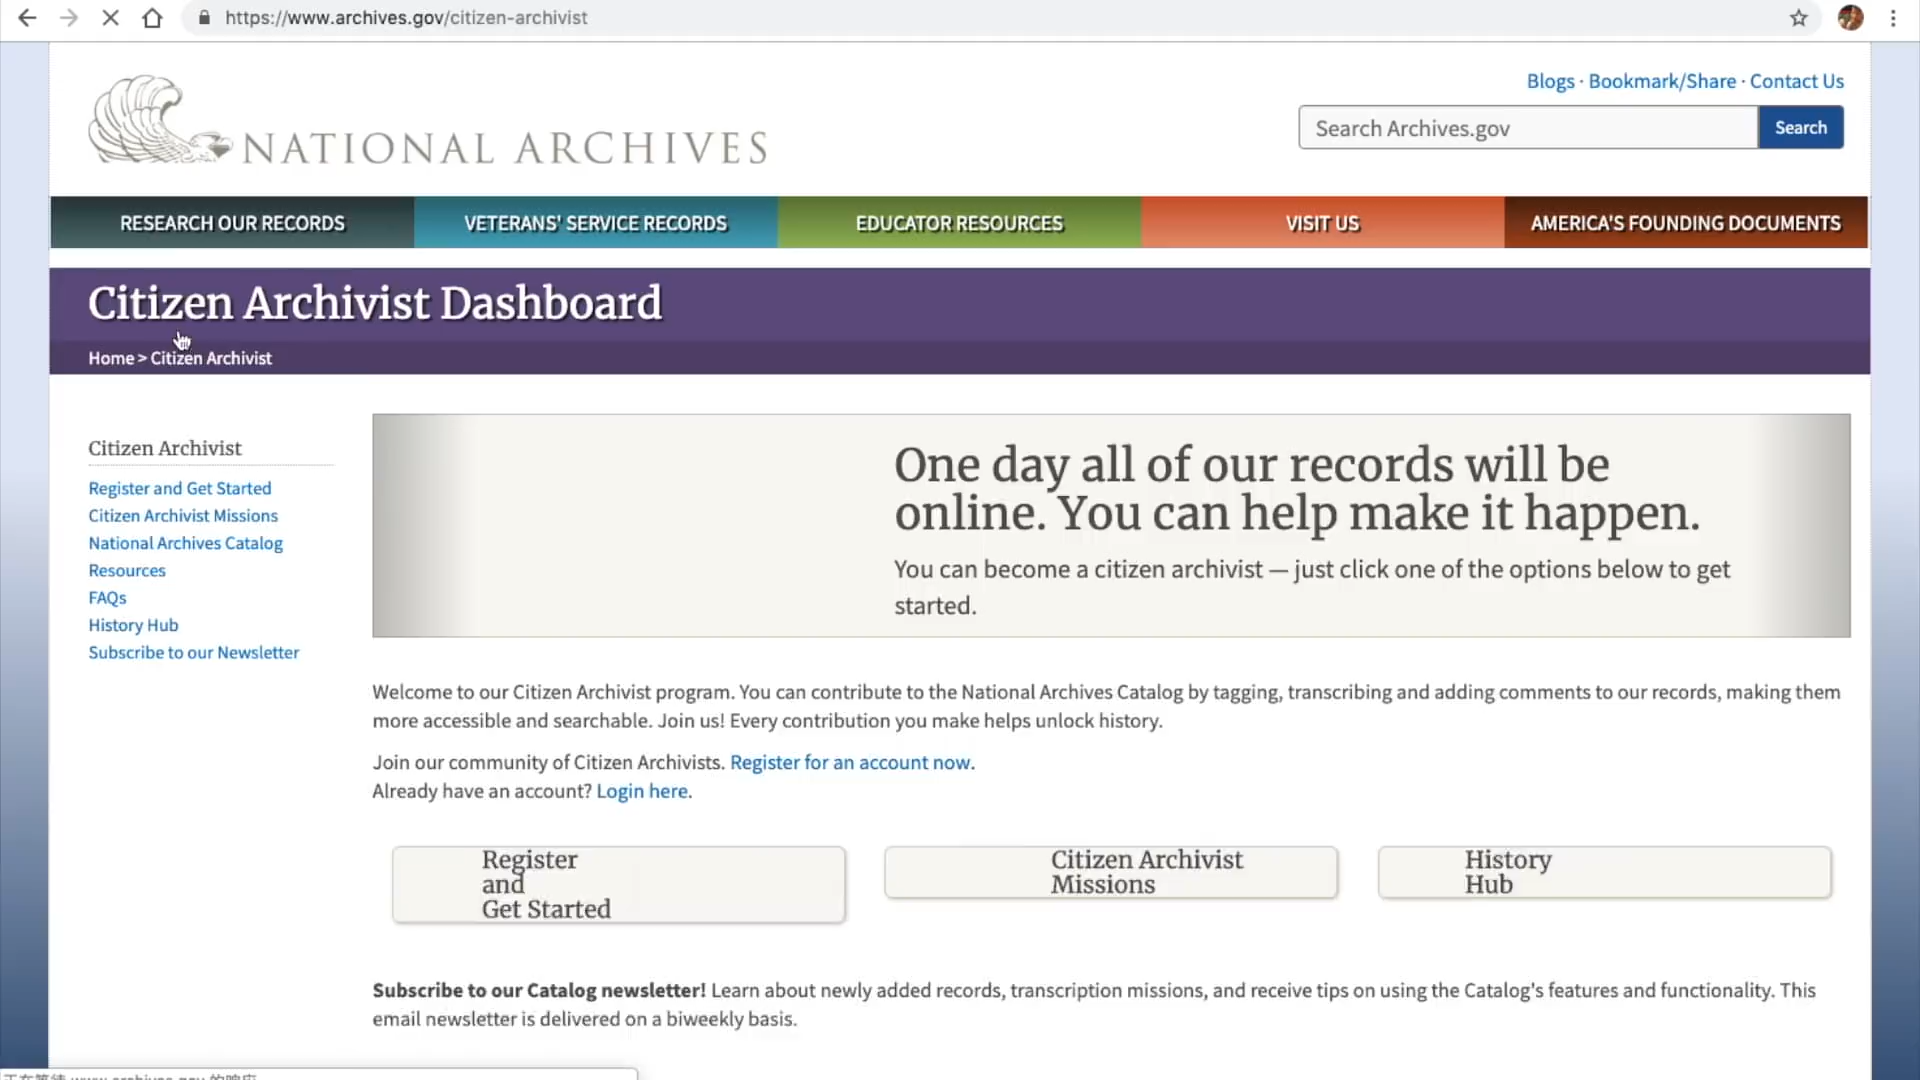 https://www.archives.gov/citizen-archivist
Blogs · Bookmark/Share · Contact Us
NATIONAL ARCHIVES
Search Archives.gov
Search
RESEARCH OUR RECORDS
VETERANS' SERVICE RECORDS
EDUCATOR RESOURCES
VISIT US
AMERICA'S FOUNDING DOCUMENTS
Citizen Archivist Dashboard
Home > Citizen Archivist
Citizen Archivist
Register and Get Started
Citizen Archivist Missions
National Archives Catalog
Resources
FAQs
History Hub
Subscribe to our Newsletter
One day all of our records will be
online. You can help make it happen.
You can become a citizen archivist — just click one of the options below to get
started.
Welcome to our Citizen Archivist program. You can contribute to the National Archives Catalog by tagging, transcribing and adding comments to our records, making them
more accessible and searchable. Join us! Every contribution you make helps unlock history.
Join our community of Citizen Archivists. Register for an account now.
Already have an account? Login here.
Register
and
Get Started
Citizen Archivist
Missions
History
Hub
Subscribe to our Catalog newsletter! Learn about newly added records, transcription missions, and receive tips on using the Catalog's features and functionality. This
email newsletter is delivered on a biweekly basis.